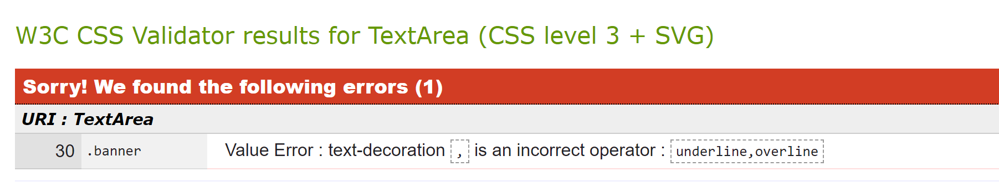 W3C CSS Validator results for TextArea (CSS level 3 + SVG)
Sorry! We found the following errors (1)
URI : TextArea
30 .banner Value Error : text-decoration , is an incorrect operator : underline,overline